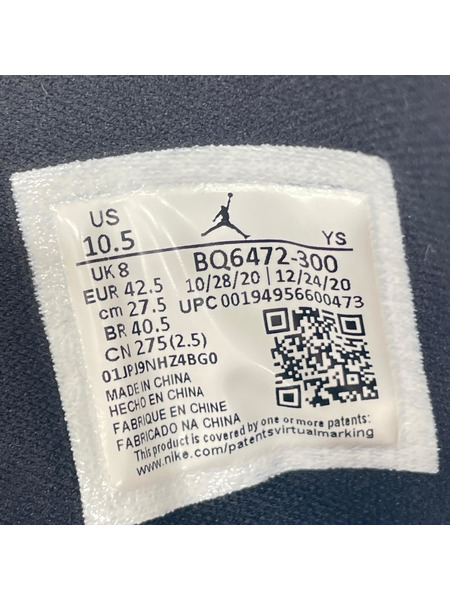 US
10.5 YS
UK 8 BQ6472-300
EUR 42.5 10/28/20 | 12/24/20
cm 27.5 UPC 00194956600473
BR 40.5
CN 275 (2.5)
01JPJ9NHZ4BG0
MADE IN CHINA
HECHO EN CHINA
FABRIQUE EN CHINE
FABRICADO NA CHINA
This product is covered by one or more patents:
www.nike.com/patentsvirtualmarking